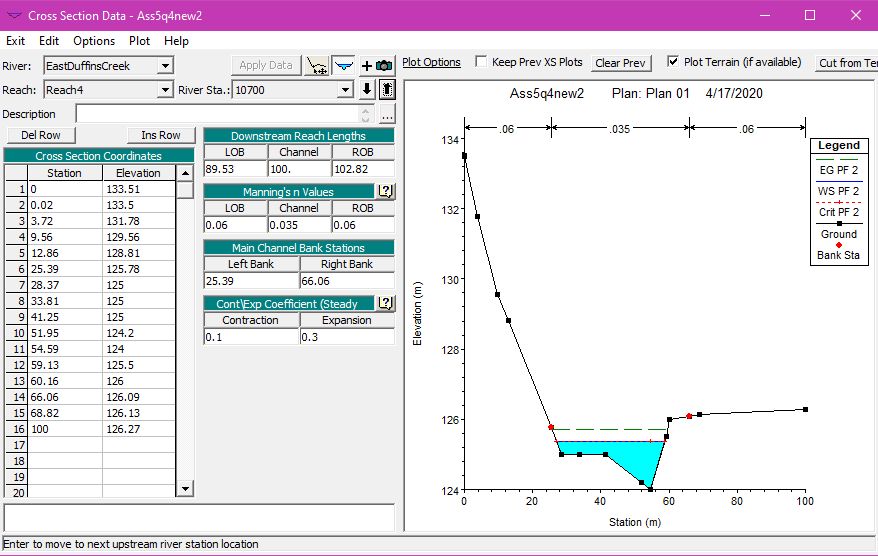 Cross Section Data - Ass5q4new2
Exit Edit Options Plot Help
River: EastDuffinsCreek Apply Data Plot Options Keep Prev XS Plots Clear Prev Plot Terrain (if available) Cut from Ter
Reach: Reach4 River Sta.: 10700
Description ...
Del Row Ins Row
Cross Section Coordinates
Station Elevation
1 0 133.51
2 0.02 133.5
3 3.72 131.78
4 9.56 129.56
5 12.86 128.81
6 25.39 125.78
7 28.37 125
8 33.81 125
9 41.25 125
10 51.95 124.2
11 54.59 124
12 59.13 125.5
13 60.16 126
14 66.06 126.09
15 68.82 126.13
16 100 126.27
17
18
19
20
Downstream Reach Lengths
LOB Channel ROB
89.53 100. 102.82
Manning's n Values
LOB Channel ROB
0.06 0.035 0.06
Main Channel Bank Stations
Left Bank Right Bank
25.39 66.06
Cont\Exp Coefficient (Steady
Contraction Expansion
0.1 0.3
Ass5q4new2 Plan: Plan 01 4/17/2020
.06 .035 .06
134
132
130
128
126
124
Elevation (m)
0 20 40 60 80 100
Station (m)
Legend
EG PF 2
WS PF 2
Crit PF 2
Ground
Bank Sta
Enter to move to next upstream river station location